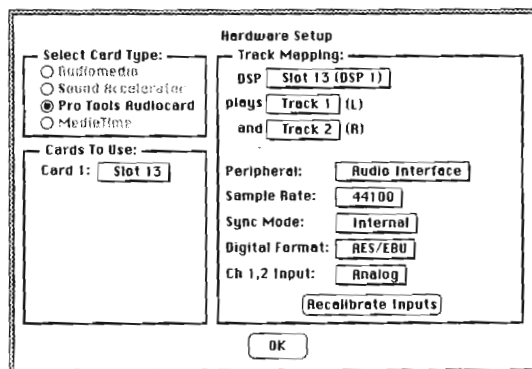 Hardware Setup
Select Card Type:
Audiomedia
Sound Accelerator
Pro Tools Audiocard
MediaTime
Cards To Use:
Card 1: Slot 13
Track Mapping:
DSP Slot 13 (DSP 1)
plays Track 1 (L)
and Track 2 (R)
Peripheral: Audio Interface
Sample Rate: 44100
Sync Mode: Internal
Digital Format: AES/EBU
Ch 1,2 Input: Analog
Recalibrate Inputs
OK